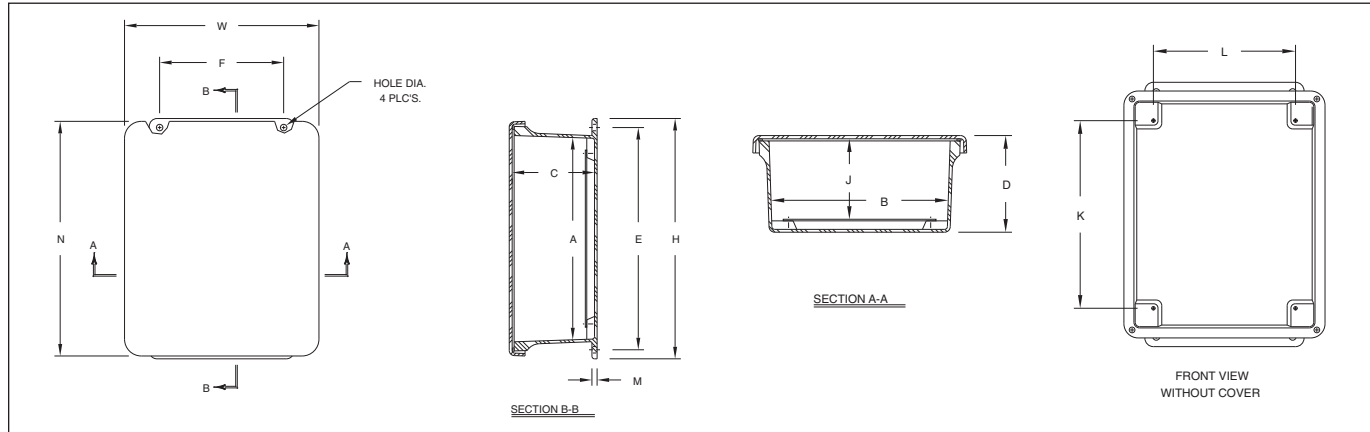 W
F
B
HOLE DIA.
4 PLC'S.
N
A
A
B
C
A
E
H
M
SECTION B-B
J
B
D
SECTION A-A
L
K
FRONT VIEW
WITHOUT COVER